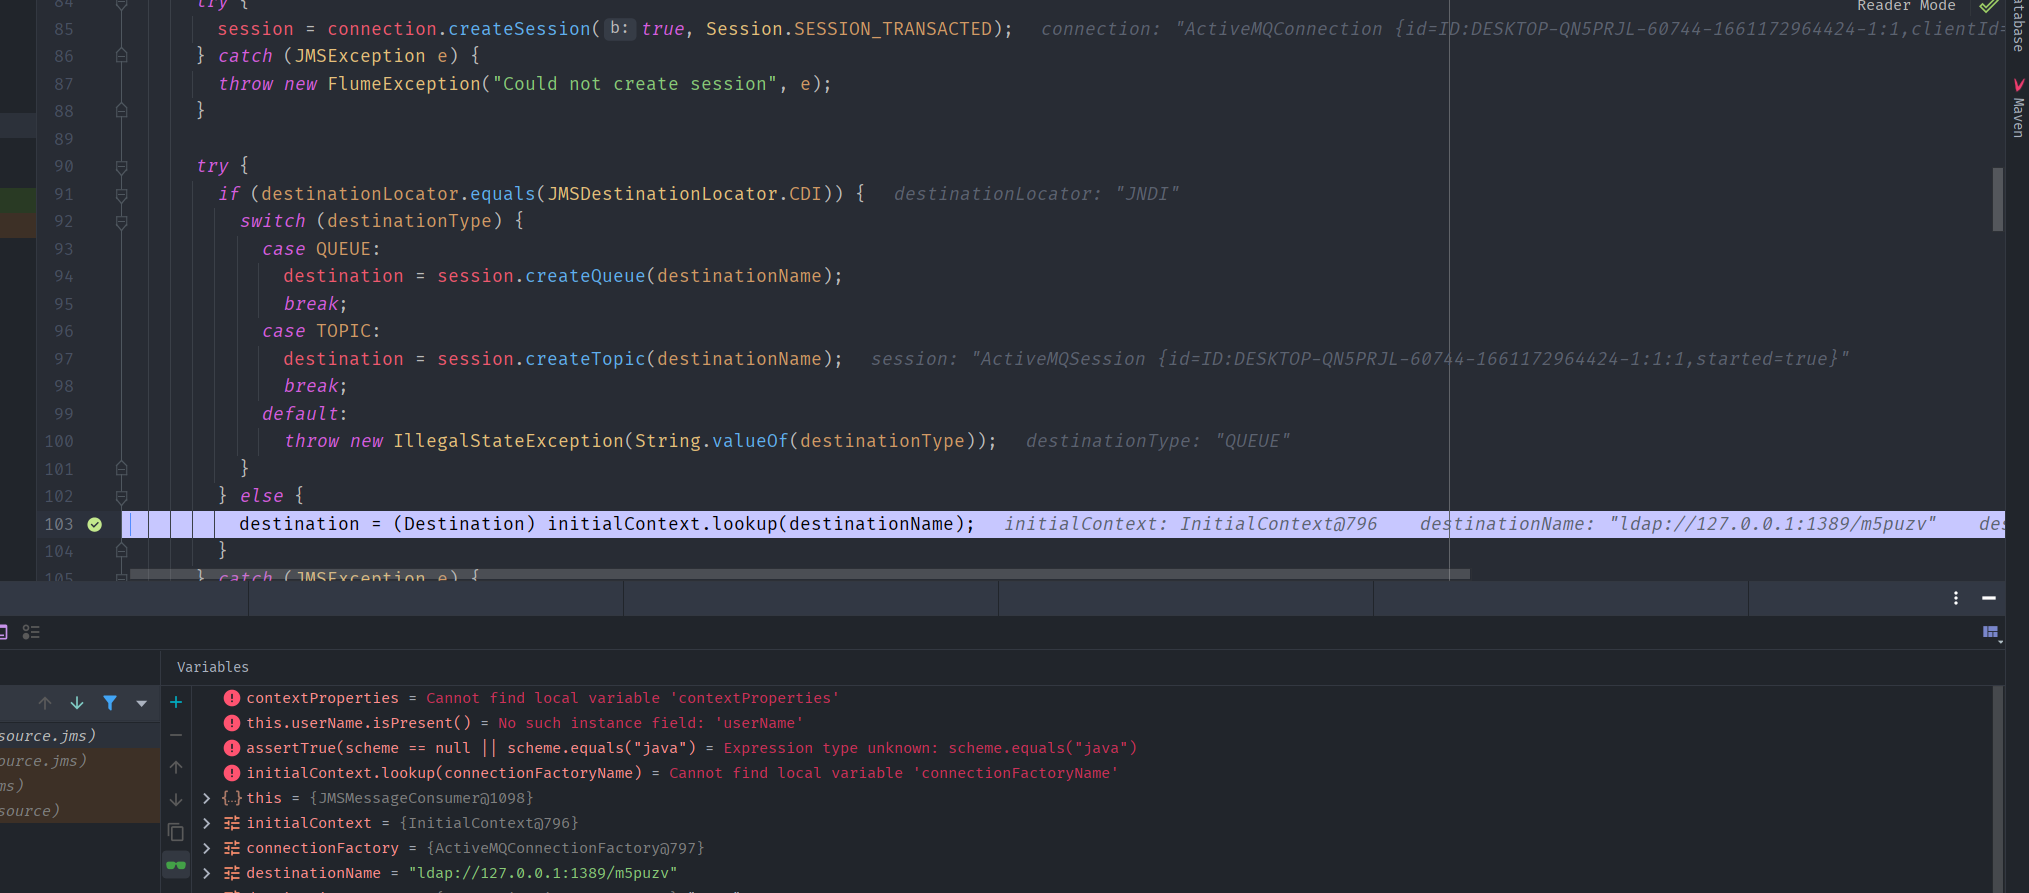 84 try {
Reader Mode
85 session = connection.createSession( b: true, Session.SESSION_TRANSACTED); connection: "ActiveMQConnection {id=ID:DESKTOP-QN5PRJL-60744-1661172964424-1:1,clientId=
86 } catch (JMSException e) {
87 throw new FlumeException("Could not create session", e);
88 }
89
90 try {
91 if (destinationLocator.equals(JMSDestinationLocator.CDI)) { destinationLocator: "JNDI"
92 switch (destinationType) {
93 case QUEUE:
94 destination = session.createQueue(destinationName);
95 break;
96 case TOPIC:
97 destination = session.createTopic(destinationName); session: "ActiveMQSession {id=ID:DESKTOP-QN5PRJL-60744-1661172964424-1:1:1,started=true}"
98 break;
99 default:
100 throw new IllegalStateException(String.valueOf(destinationType)); destinationType: "QUEUE"
101 }
102 } else {
103 destination = (Destination) initialContext.lookup(destinationName); initialContext: InitialContext@796 destinationName: "ldap://127.0.0.1:1389/m5puzv" des
104 }
105 } catch (JMSException e) {
atabase
Maven
Variables
contextProperties = Cannot find local variable 'contextProperties'
this.userName.isPresent() = No such instance field: 'userName'
source.jms)
assertTrue(scheme == null || scheme.equals("java") = Expression type unknown: scheme.equals("java")
ource.jms)
initialContext.lookup(connectionFactoryName) = Cannot find local variable 'connectionFactoryName'
ms)
this = {JMSMessageConsumer@1098}
source)
initialContext = {InitialContext@796}
connectionFactory = {ActiveMQConnectionFactory@797}
destinationName = "ldap://127.0.0.1:1389/m5puzv"